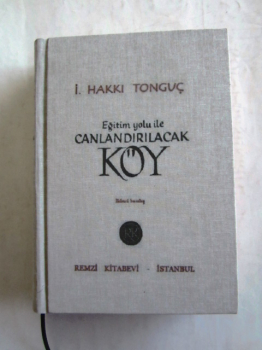 İ. HAKKI TONGUÇ
Eğitim yolu ile
CANLANDIRILACAK
KÖY
İkinci basılış
REMZİ KİTABEVİ - İSTANBUL